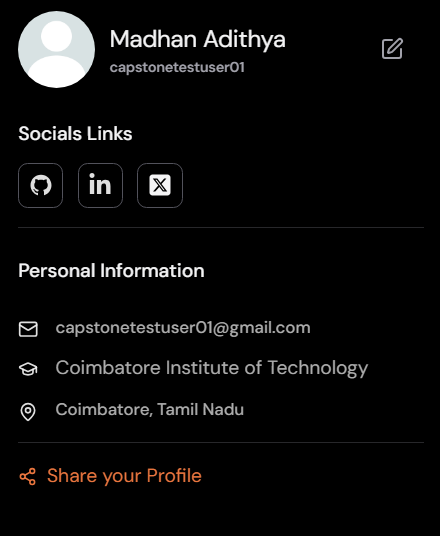 Madhan Adithya
capstonetestuser01
Socials Links
in
X
Personal Information
capstonetestuser01@gmail.com
Coimbatore Institute of Technology
Coimbatore, Tamil Nadu
Share your Profile